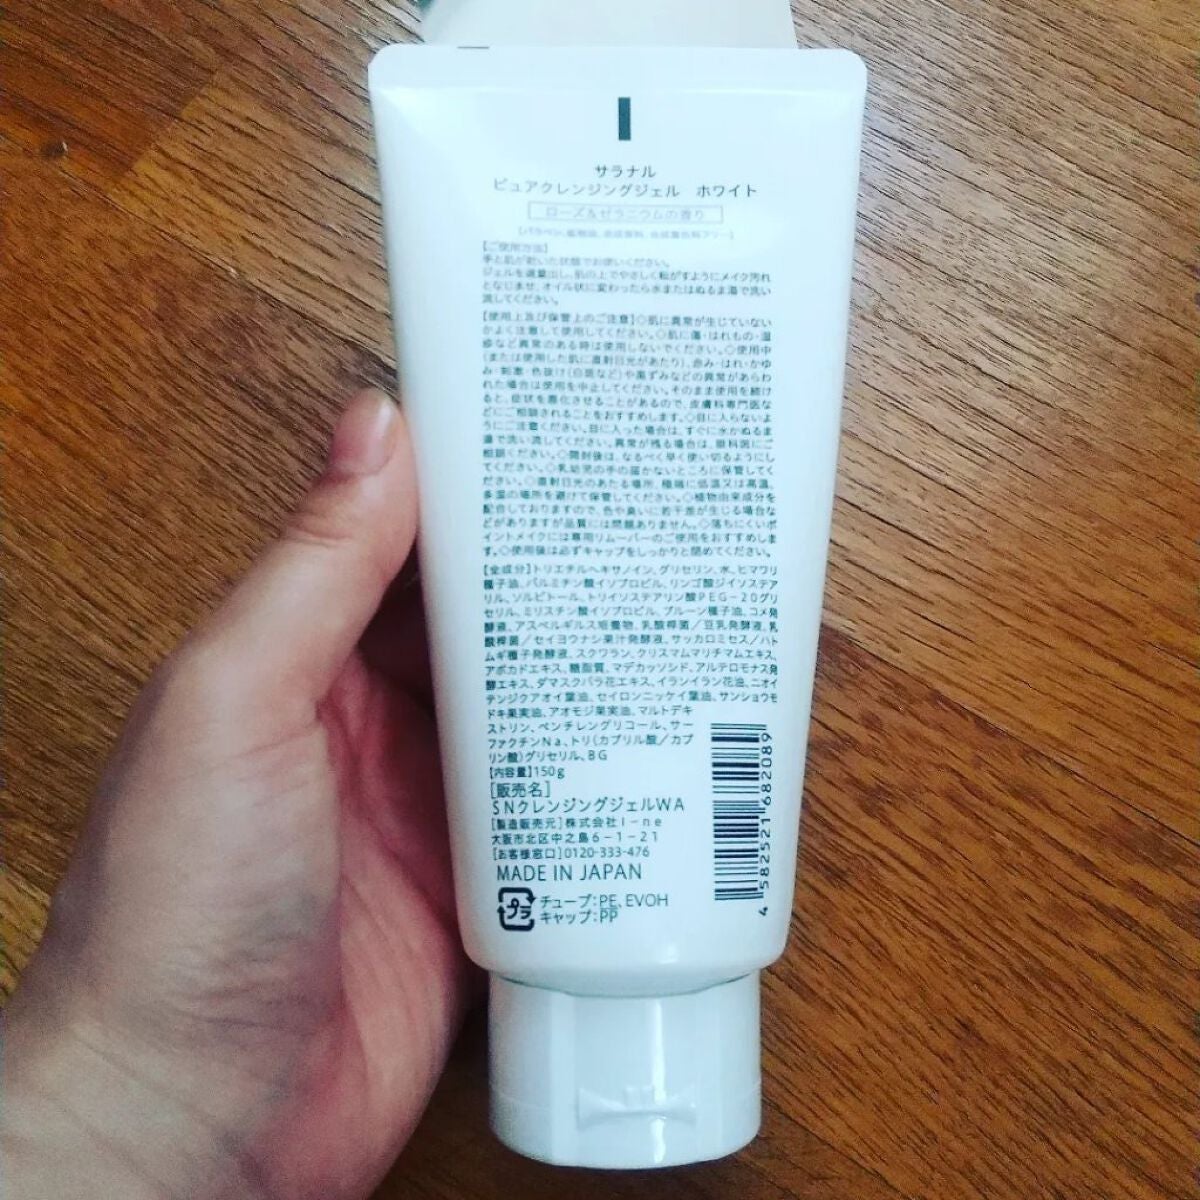 サラナル
ピュアクレンジングジェル ホワイト
ローズ&ゼラニウムの香り
[パラベン、鉱物油、合成香料、合成着色料フリー]
【ご使用方法】
手と肌が乾いた状態でお使いください。
ジェルを適量出し、肌の上でやさしく転がすようにメイク汚れ
となじませ、オイル状に変わったら水またはぬるま湯で洗い
流してください。
【使用上及び保管上のご注意】◇肌に異常が生じていない
かよく注意して使用してください。◇肌に傷・はれもの・湿
疹など異常のある時は使用しないでください。◇使用中
(または使用した肌に直射日光があたり)、赤み・はれ・かゆ
み・刺激・色抜け(白斑など)や黒ずみなどの異常があらわ
れた場合は使用を中止してください。そのまま使用を続け
ると、症状を悪化させることがあるので、皮膚科専門医な
どにご相談されることをおすすめします。◇目に入らないよ
うにご注意ください。目に入った場合は、すぐに水かぬるま
湯で洗い流してください。異常が残る場合は、眼科医にご
相談ください。◇開封後は、なるべく早く使い切るようにし
てください。◇乳幼児の手の届かないところに保管してく
ださい。◇直射日光のあたる場所、極端に低温又は高温、
多湿の場所を避けて保管してください。◇植物由来成分を
配合しておりますので、色や臭いに若干差が生じる場合な
どがありますが品質には問題ありません。◇落ちにくいポ
イントメイクには専用リムーバーのご使用をおすすめしま
す。◇使用後は必ずキャップをしっかりと閉めてください。
【全成分】トリエチルヘキサノイン、グリセリン、水、ヒマワリ
種子油、パルミチン酸イソプロピル、リンゴ酸ジイソステア
リル、ソルビトール、トリイソステアリン酸PEG-20グリ
セリル、ミリスチン酸イソプロピル、プルーン種子油、コメ発
酵液、アスペルギルス培養物、乳酸桿菌/豆乳発酵液、乳
酸桿菌/セイヨウナシ果汁発酵液、サッカロミセス/ハト
ムギ種子発酵液、スクワラン、クリスマムマリチマムエキス、
アボカドエキス、糖脂質、マデカッソシド、アルテロモナス発
酵エキス、ダマスクバラ花エキス、イランイラン花油、ニオイ
テンジクアオイ葉油、セイロンニッケイ葉油、サンショウモ
ドキ果実油、アオモジ果実油、マルトデキ
ストリン、ペンチレングリコール、サー
ファクチンNa、トリ(カプリル酸/カプ
リン酸)グリセリル、BG
【内容量】150g
[販売名]
SNクレンジングジェルWA
[製造販売元]株式会社I-ne
大阪市北区中之島6-1-21
[お客様窓口]0120-333-476
MADE IN JAPAN
プラ チューブ:PE、EVOH
キャップ:PP
4 582521 682089